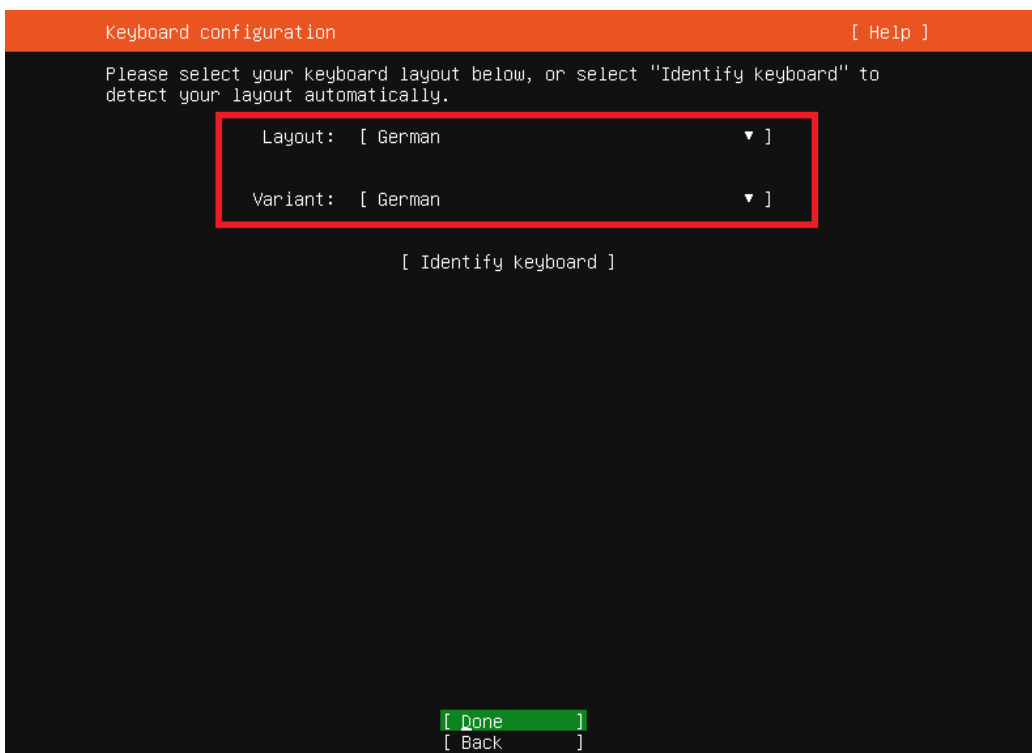 Keyboard configuration [ Help ]
Please select your keyboard layout below, or select "Identify keyboard" to
detect your layout automatically.
Layout: [ German ▾ ]
Variant: [ German ▾ ]
[ Identify keyboard ]
[ Done ]
[ Back ]